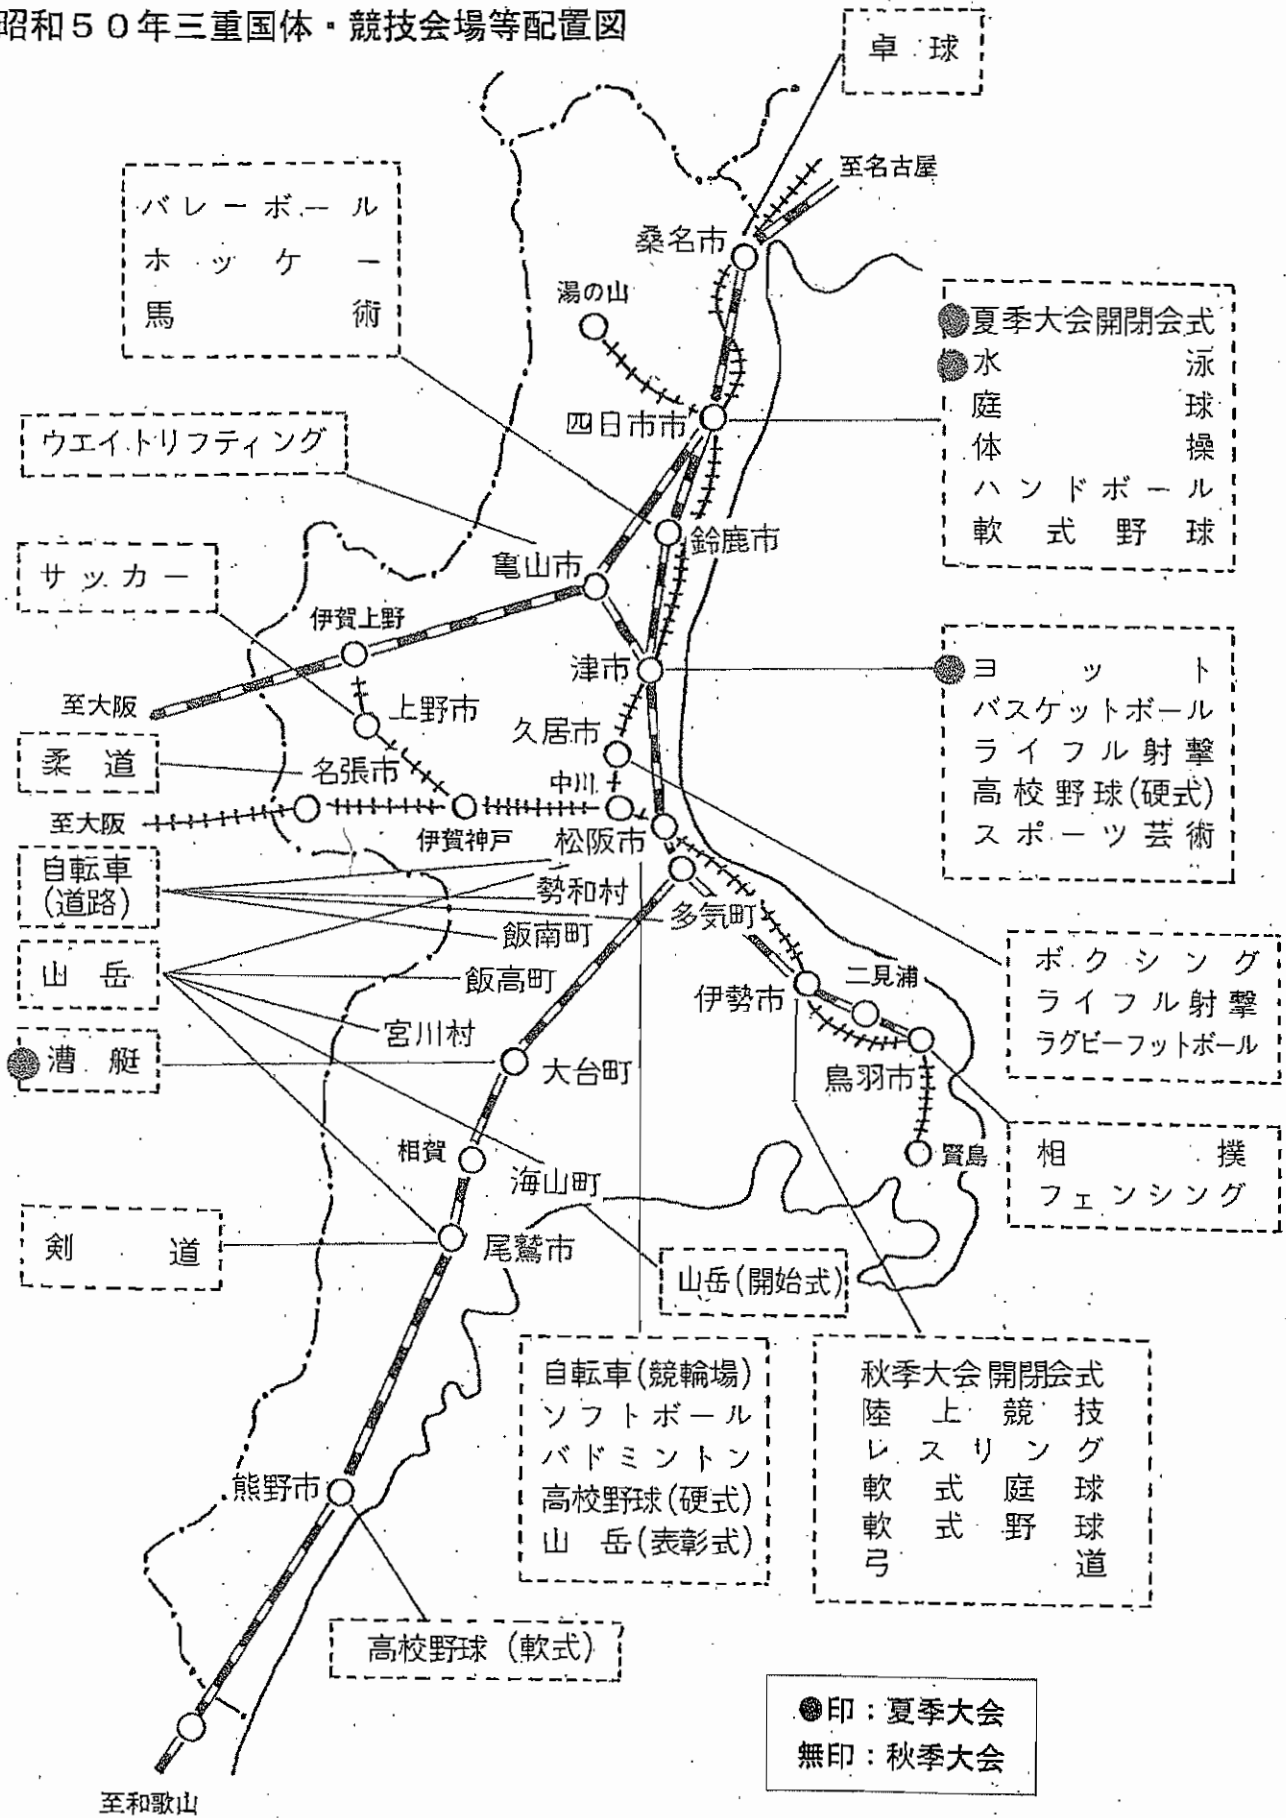 昭和50年三重国体・競技会場等配置図
卓球
至名古屋
桑名市
バレーボール
ホッケー
馬術
湯の山
●夏季大会開閉会式
●水泳
庭球
体操
ハンドボール
軟式野球
四日市市
ウエイトリフティング
鈴鹿市
亀山市
サッカー
伊賀上野
●ヨット
バスケットボール
ライフル射撃
高校野球(硬式)
スポーツ芸術
津市
至大阪
上野市
久居市
柔道
名張市
中川
至大阪
伊賀神戸
松阪市
自転車
(道路)
勢和村
多気町
飯南町
山岳
飯高町
ボクシング
ライフル射撃
ラグビーフットボール
伊勢市
二見浦
宮川村
●漕艇
大台町
鳥羽市
相賀
賢島
相撲
フェンシング
海山町
剣道
尾鷲市
山岳(開始式)
自転車(競輪場)
ソフトボール
バドミントン
高校野球(硬式)
山岳(表彰式)
秋季大会開閉会式
陸上競技
レスリング
軟式庭球
軟式野球
弓道
熊野市
高校野球(軟式)
●印:夏季大会
無印:秋季大会
至和歌山